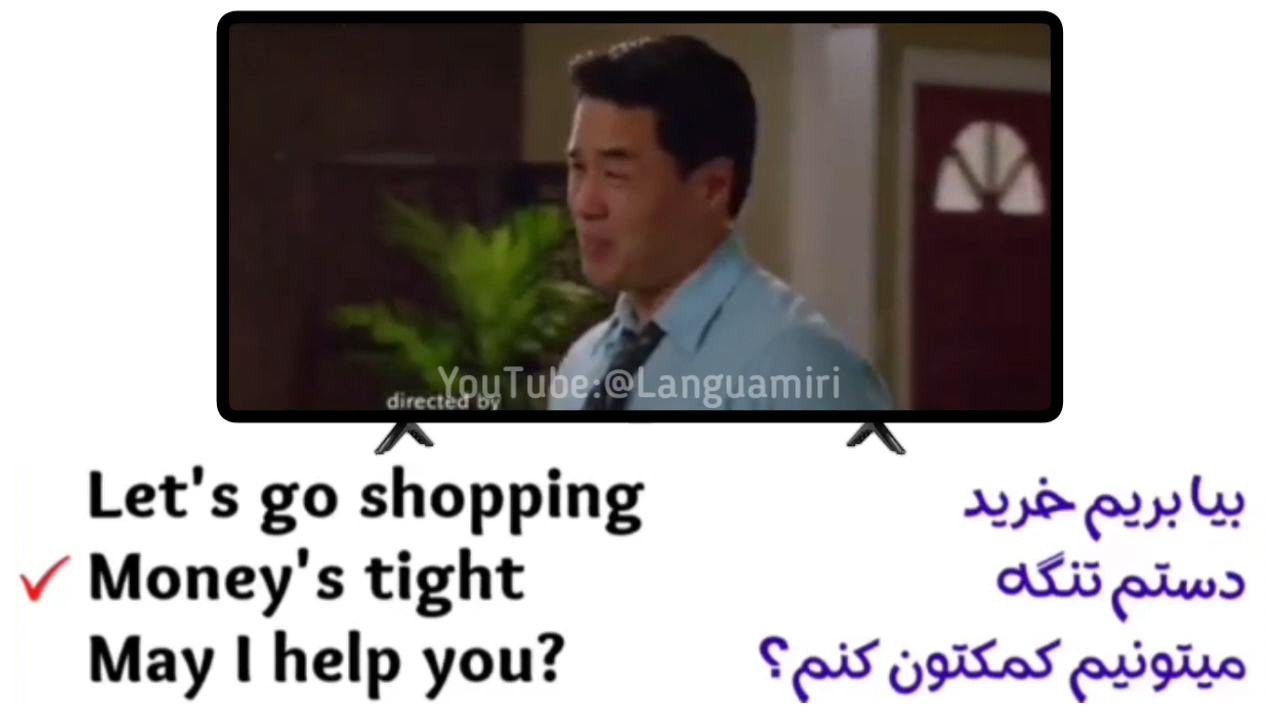 YouTube:@Languamiri
directed by
Let's go shopping
بیا بریم خرید
✓ Money's tight
دستم تنگه
May I help you?
میتونیم کمکتون کنم؟